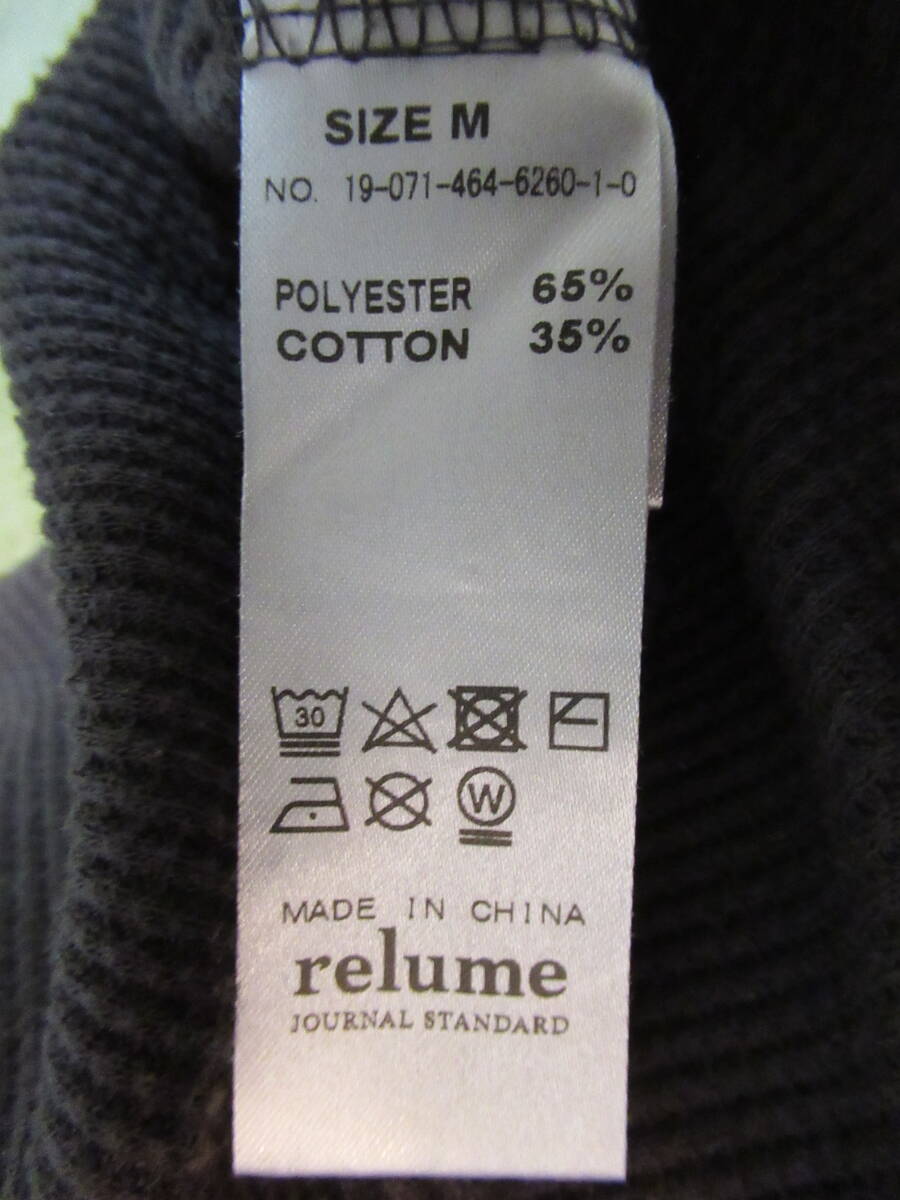 SIZE M
NO. 19-071-464-6260-1-0
POLYESTER 65%
COTTON 35%
30
W
MADE IN CHINA
relume
JOURNAL STANDARD